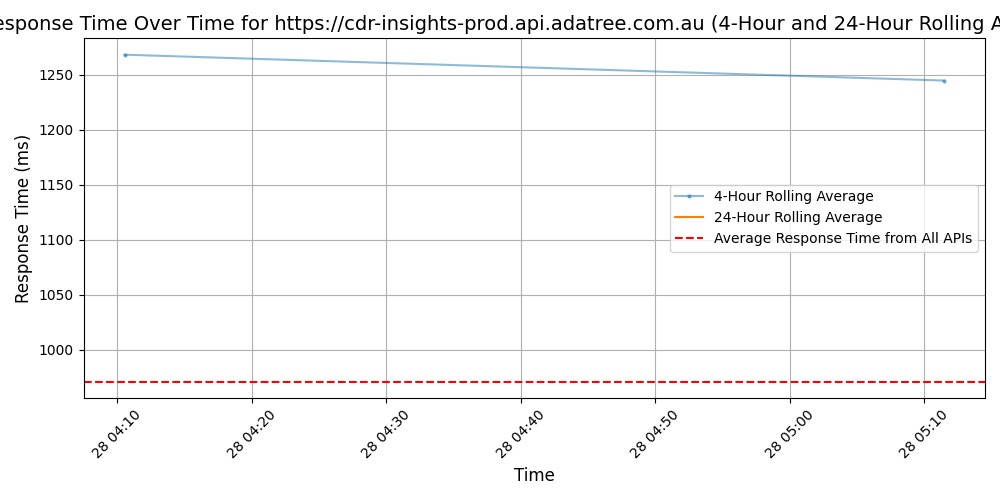 esponse Time Over Time for https://cdr-insights-prod.api.adatree.com.au (4-Hour and 24-Hour Rolling A
1250
1200
1150
1100
1050
1000
Response Time (ms)
4-Hour Rolling Average
24-Hour Rolling Average
Average Response Time from All APIs
28 04:10
28 04:20
28 04:30
28 04:40
28 04:50
28 05:00
28 05:10
Time